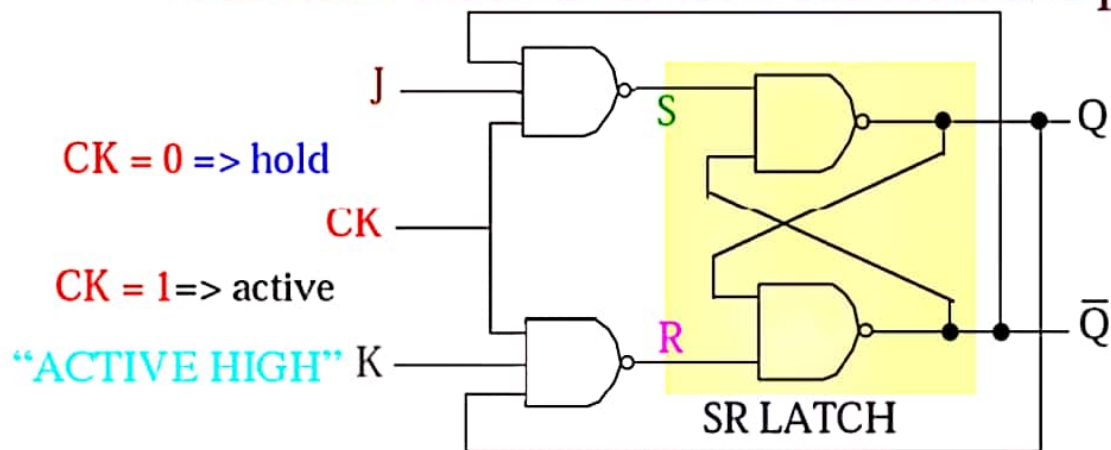 J
S
Q
CK = 0 => hold
CK
CK = 1=> active
Q̅
"ACTIVE HIGH" K
R
SR LATCH